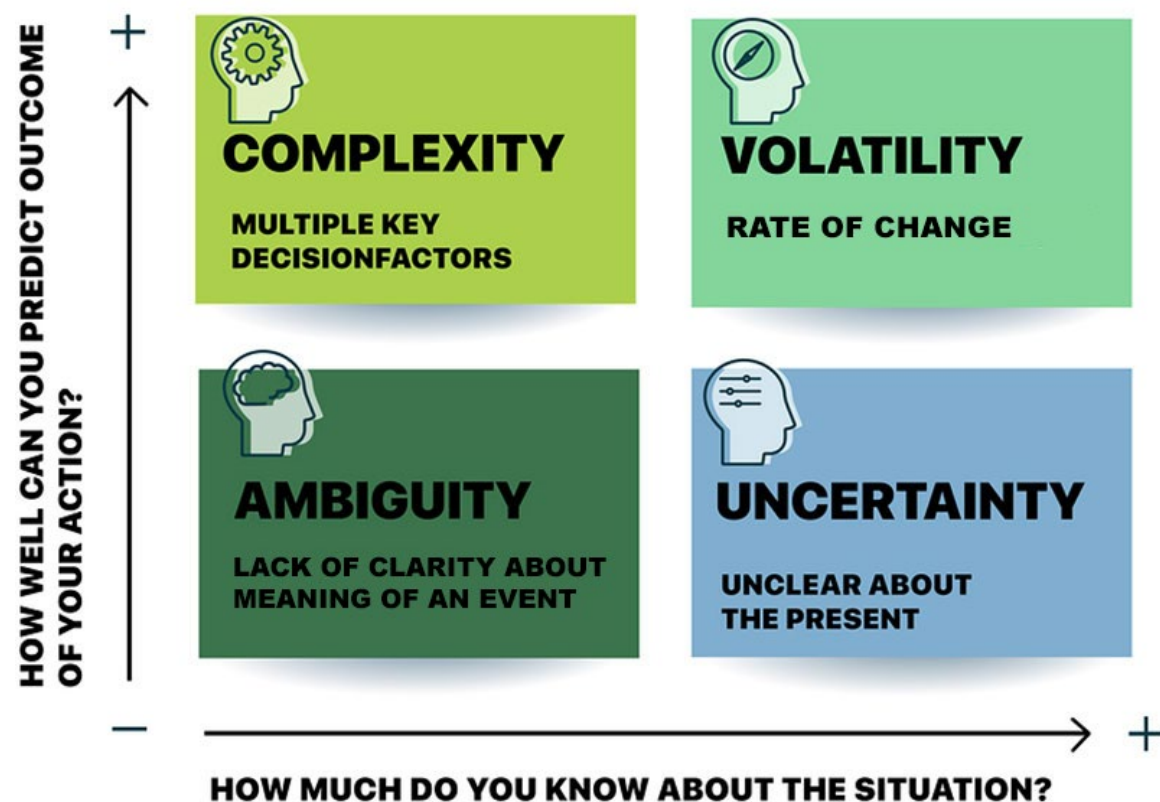 HOW WELL CAN YOU PREDICT OUTCOME
OF YOUR ACTION?
+
COMPLEXITY
MULTIPLE KEY
DECISIONFACTORS
VOLATILITY
RATE OF CHANGE
AMBIGUITY
LACK OF CLARITY ABOUT
MEANING OF AN EVENT
UNCERTAINTY
UNCLEAR ABOUT
THE PRESENT
−
+
HOW MUCH DO YOU KNOW ABOUT THE SITUATION?